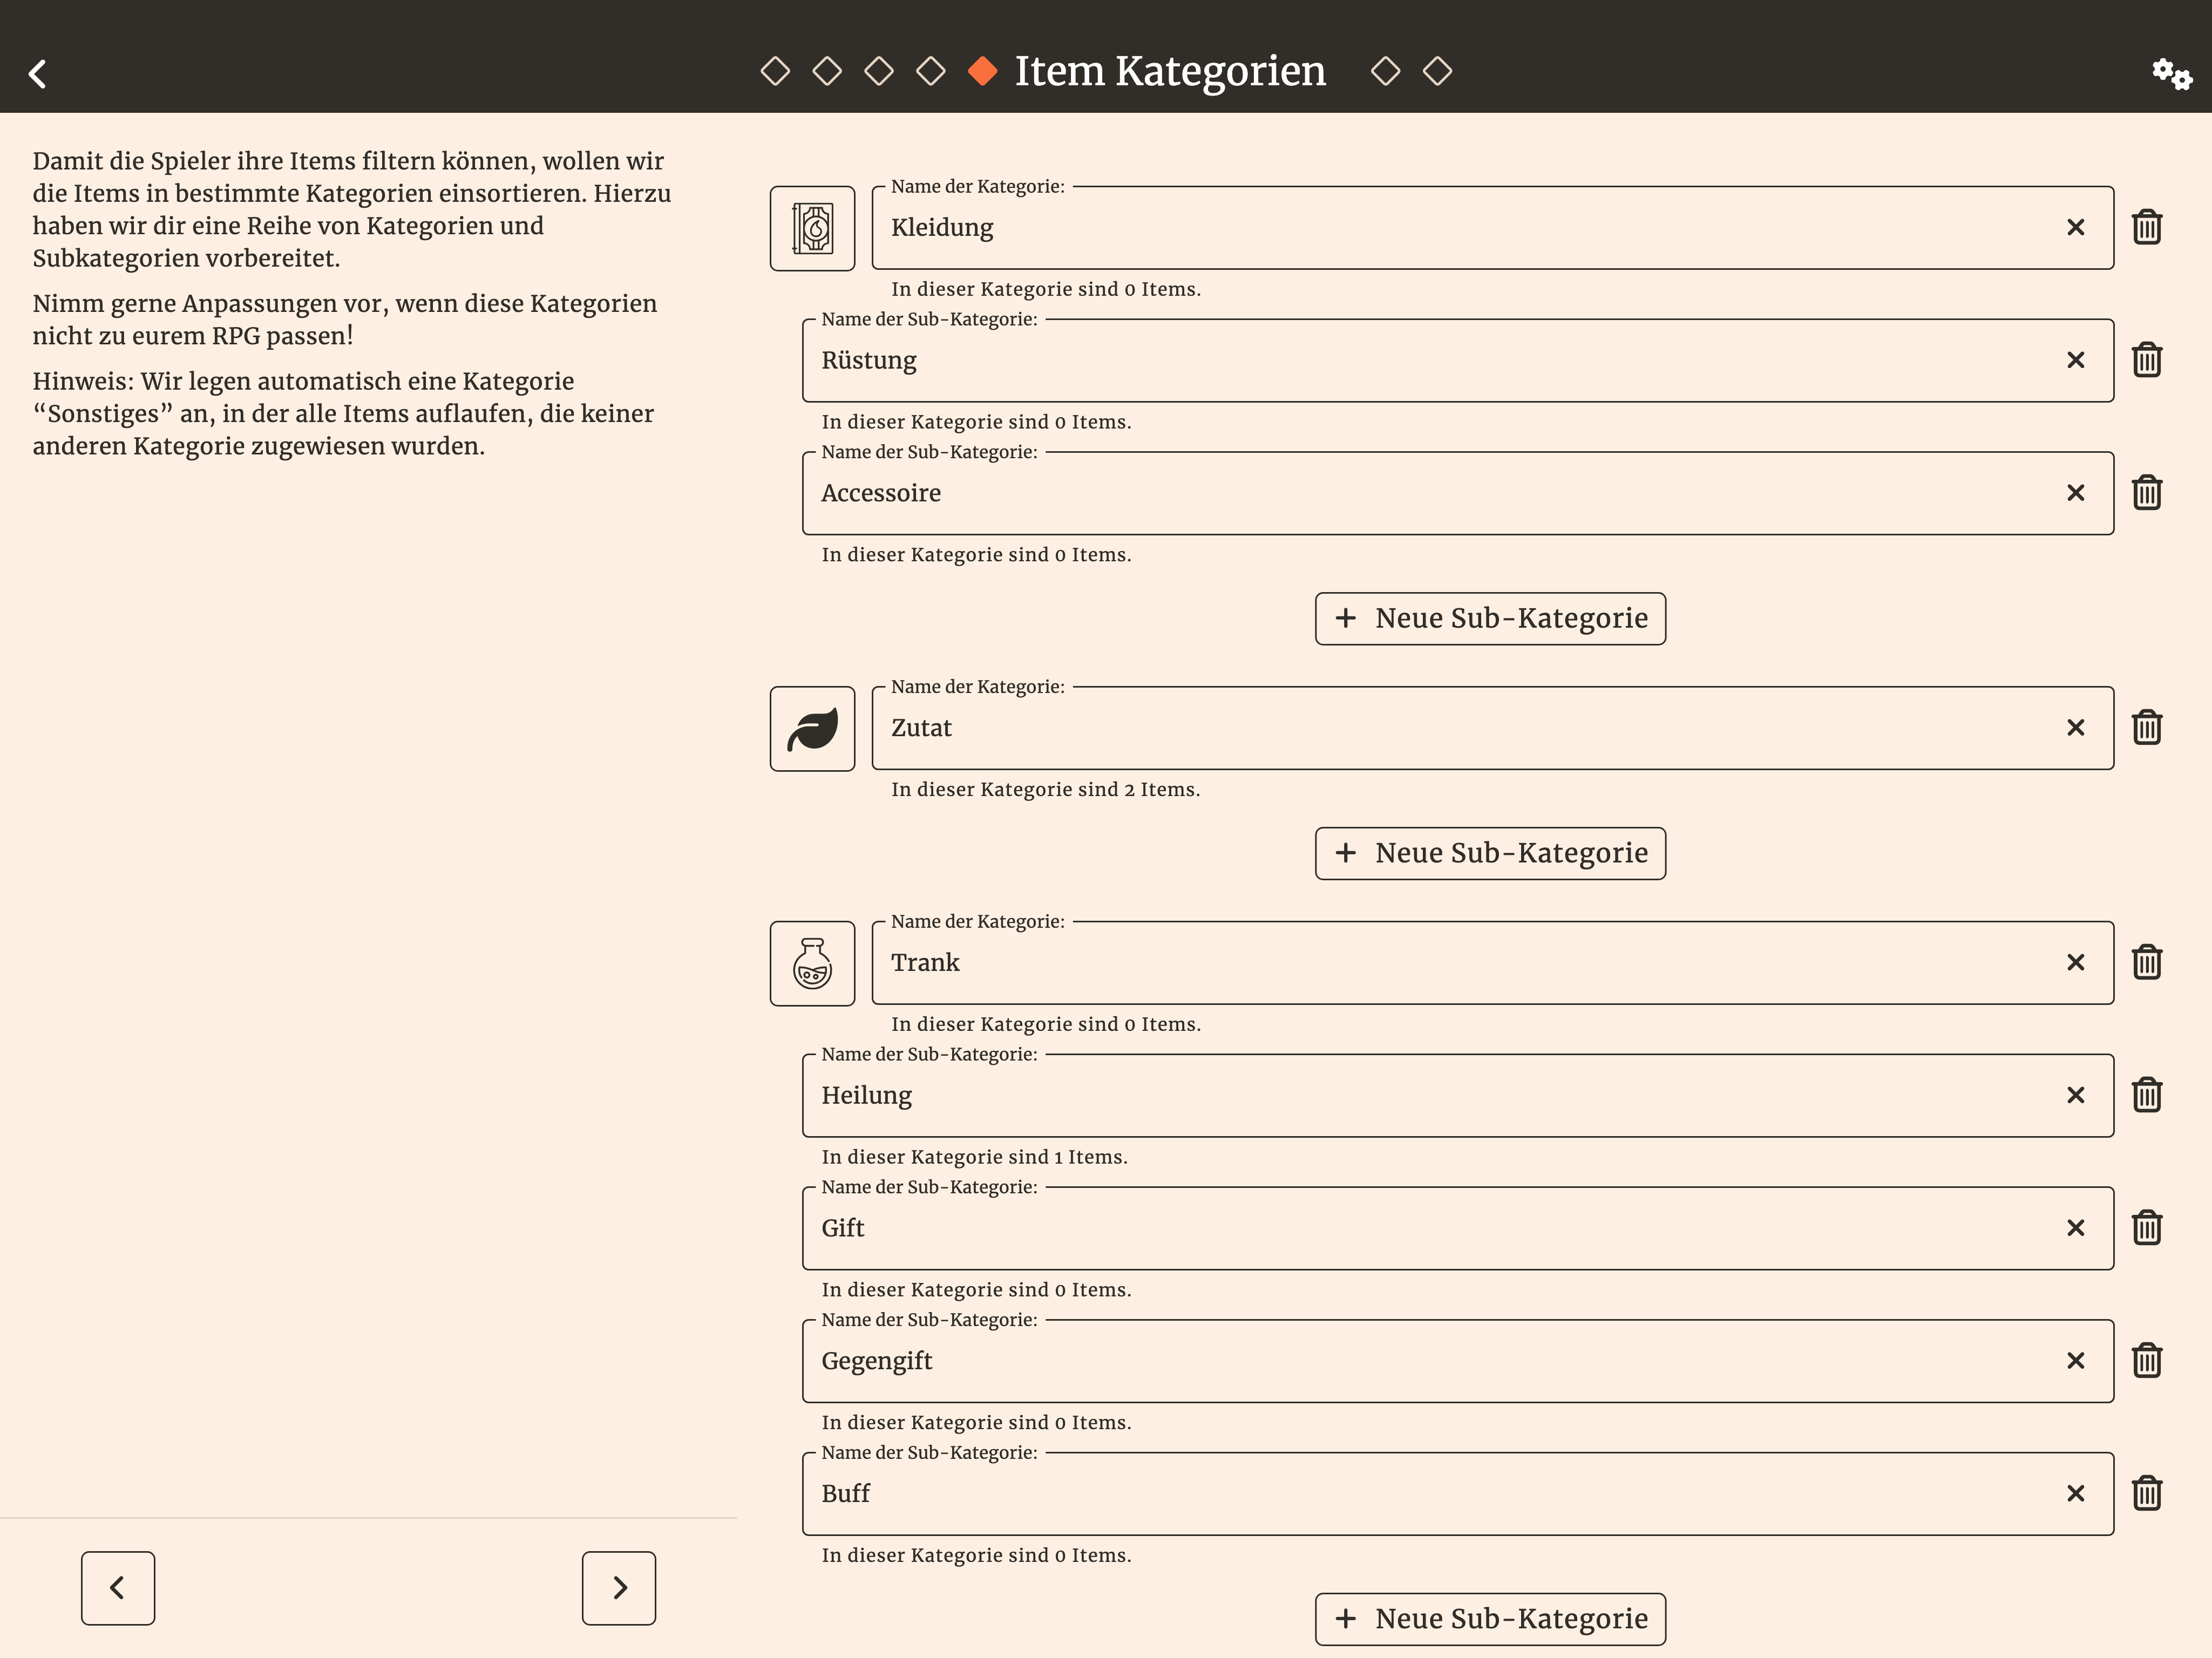 Item Kategorien
Damit die Spieler ihre Items filtern können, wollen wir
die Items in bestimmte Kategorien einsortieren. Hierzu
haben wir dir eine Reihe von Kategorien und
Subkategorien vorbereitet.
Nimm gerne Anpassungen vor, wenn diese Kategorien
nicht zu eurem RPG passen!
Hinweis: Wir legen automatisch eine Kategorie
“Sonstiges” an, in der alle Items auflaufen, die keiner
anderen Kategorie zugewiesen wurden.
Name der Kategorie:
Kleidung
In dieser Kategorie sind 0 Items.
Name der Sub-Kategorie:
Rüstung
In dieser Kategorie sind 0 Items.
Name der Sub-Kategorie:
Accessoire
In dieser Kategorie sind 0 Items.
+ Neue Sub-Kategorie
Name der Kategorie:
Zutat
In dieser Kategorie sind 2 Items.
+ Neue Sub-Kategorie
Name der Kategorie:
Trank
In dieser Kategorie sind 0 Items.
Name der Sub-Kategorie:
Heilung
In dieser Kategorie sind 1 Items.
Name der Sub-Kategorie:
Gift
In dieser Kategorie sind 0 Items.
Name der Sub-Kategorie:
Gegengift
In dieser Kategorie sind 0 Items.
Name der Sub-Kategorie:
Buff
In dieser Kategorie sind 0 Items.
+ Neue Sub-Kategorie